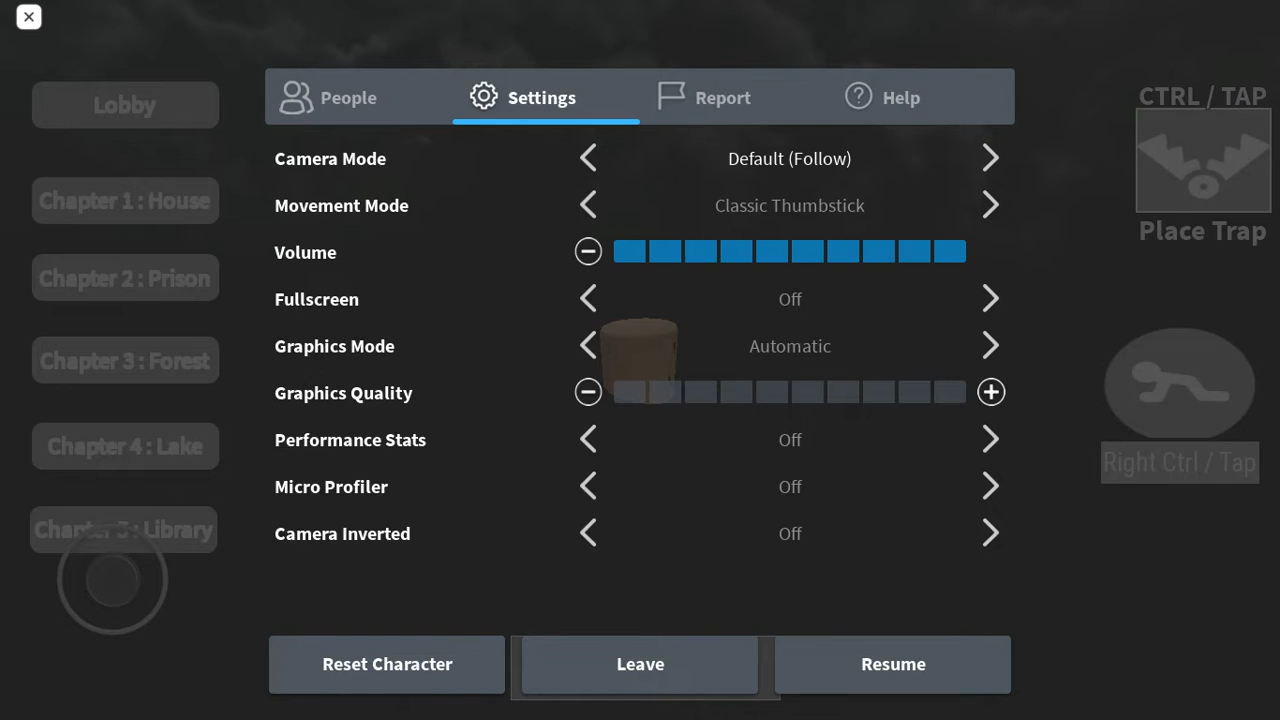 People
Settings
Report
Help
Lobby
Chapter 1 : House
Chapter 2 : Prison
Chapter 3 : Forest
Chapter 4 : Lake
Chapter 5 : Library
Camera Mode
Default (Follow)
Movement Mode
Classic Thumbstick
Volume
Fullscreen
Off
Graphics Mode
Automatic
Graphics Quality
Performance Stats
Off
Micro Profiler
Off
Camera Inverted
Off
CTRL / TAP
Place Trap
Right Ctrl / Tap
Reset Character
Leave
Resume